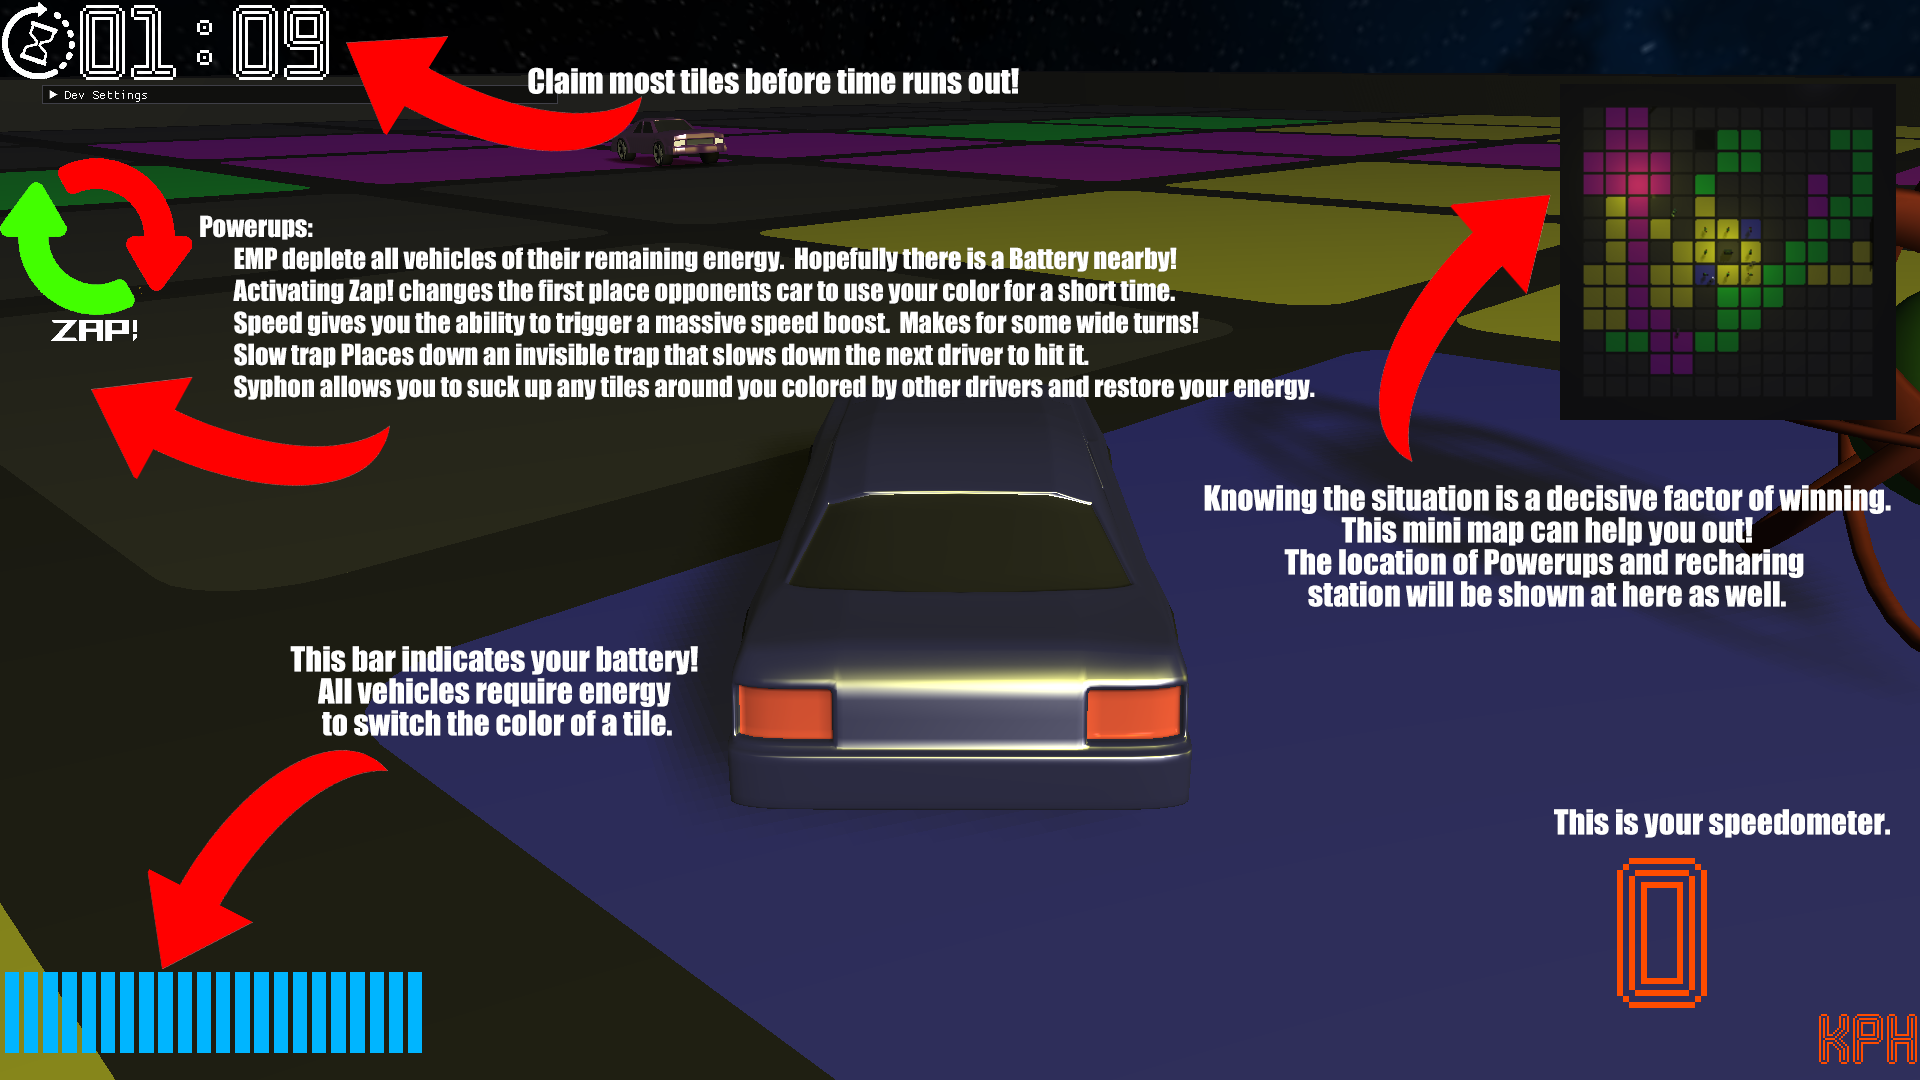 01:09
Dev Settings
Claim most tiles before time runs out!
ZAP!
Powerups:
EMP deplete all vehicles of their remaining energy.  Hopefully there is a Battery nearby!
Activating Zap! changes the first place opponents car to use your color for a short time.
Speed gives you the ability to trigger a massive speed boost.  Makes for some wide turns!
Slow trap Places down an invisible trap that slows down the next driver to hit it.
Syphon allows you to suck up any tiles around you colored by other drivers and restore your energy.
Knowing the situation is a decisive factor of winning.
This mini map can help you out!
The location of Powerups and recharing
station will be shown at here as well.
This bar indicates your battery!
All vehicles require energy
to switch the color of a tile.
This is your speedometer.
0
KPH